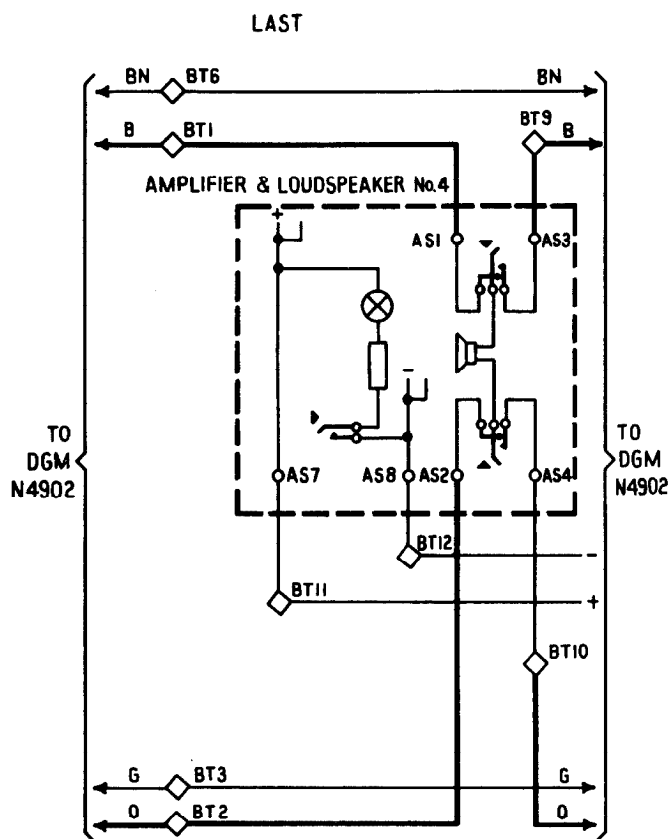 LAST
BN BT6 BN
B BT1 BT9 B
AMPLIFIER & LOUDSPEAKER No.4
+
AS1 AS3
−
TO DGM N4902
TO DGM N4902
AS7 AS8 AS2 AS4
BT12 −
BT11 +
BT10
G BT3 G
O BT2 O